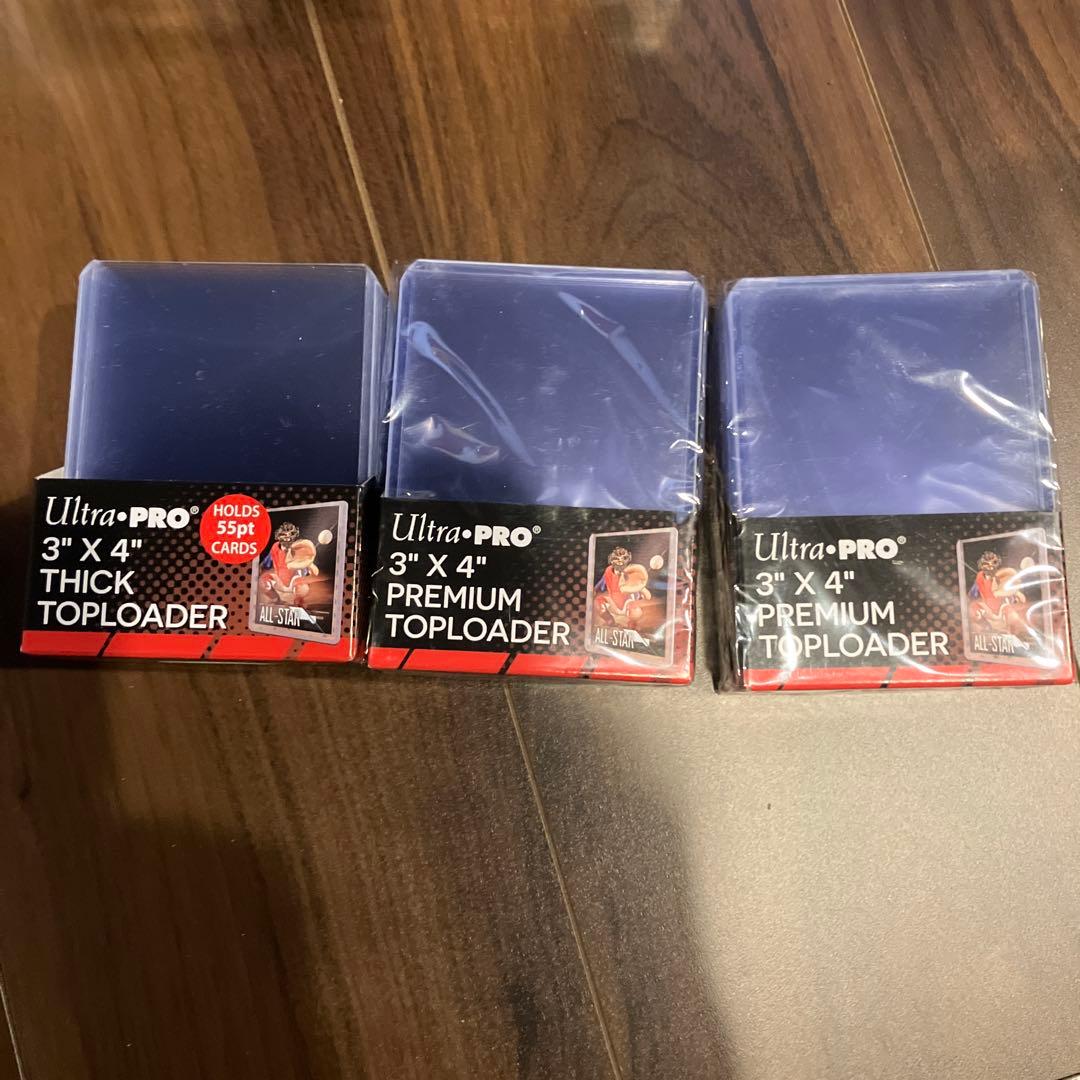 Ultra•PRO®
3" X 4"
THICK
TOPLOADER
HOLDS
55pt
CARDS
ALL-STAR
Ultra•PRO®
3" X 4"
PREMIUM
TOPLOADER
ALL-STAR
Ultra•PRO®
3" X 4"
PREMIUM
TOPLOADER
ALL-STAR